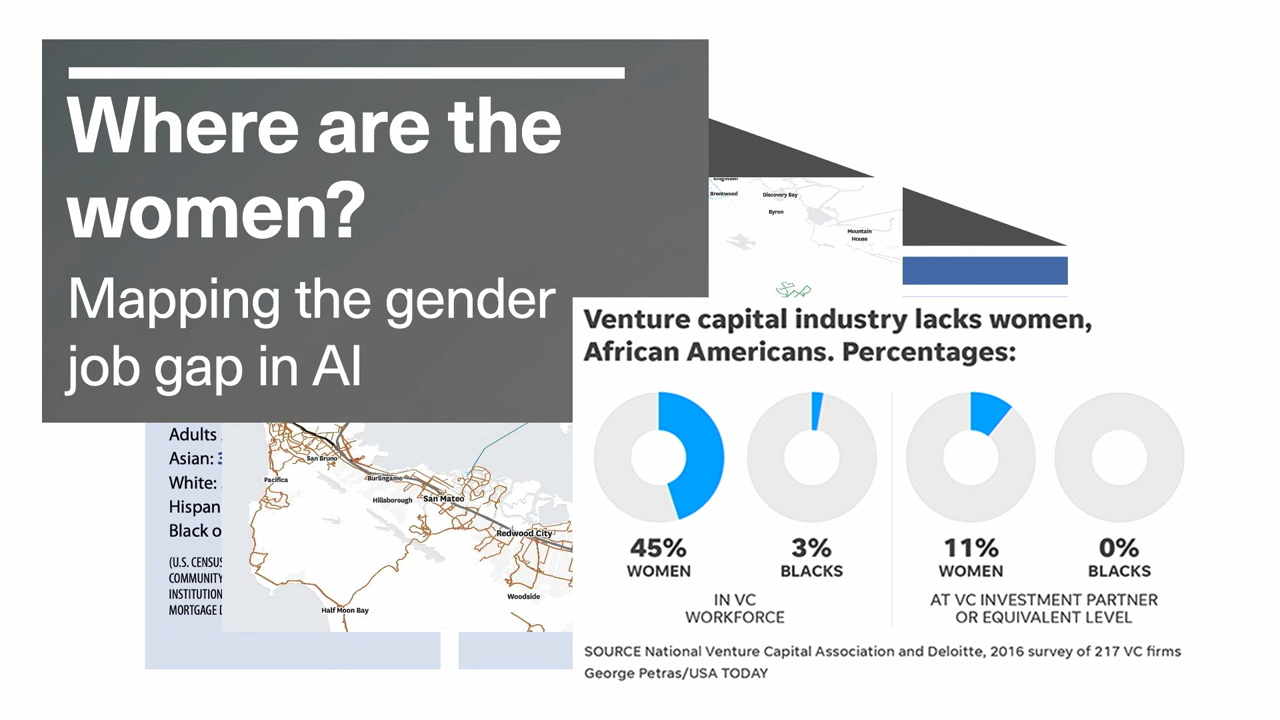 Where are the
women?
Mapping the gender
job gap in AI
Brentwood
Discovery Bay
Byron
Mountain
House
Venture capital industry lacks women,
African Americans. Percentages:
45%
WOMEN
3%
BLACKS
IN VC
WORKFORCE
11%
WOMEN
0%
BLACKS
AT VC INVESTMENT PARTNER
OR EQUIVALENT LEVEL
SOURCE National Venture Capital Association and Deloitte, 2016 survey of 217 VC firms
George Petras/USA TODAY
Adults
Asian:
White:
Hispan
Black o
(U.S. CENSUS
COMMUNITY
INSTITUTION
MORTGAGE
San Bruno
Pacifica
Burlingame
Hillsborough
San Mateo
Redwood City
Woodside
Half Moon Bay